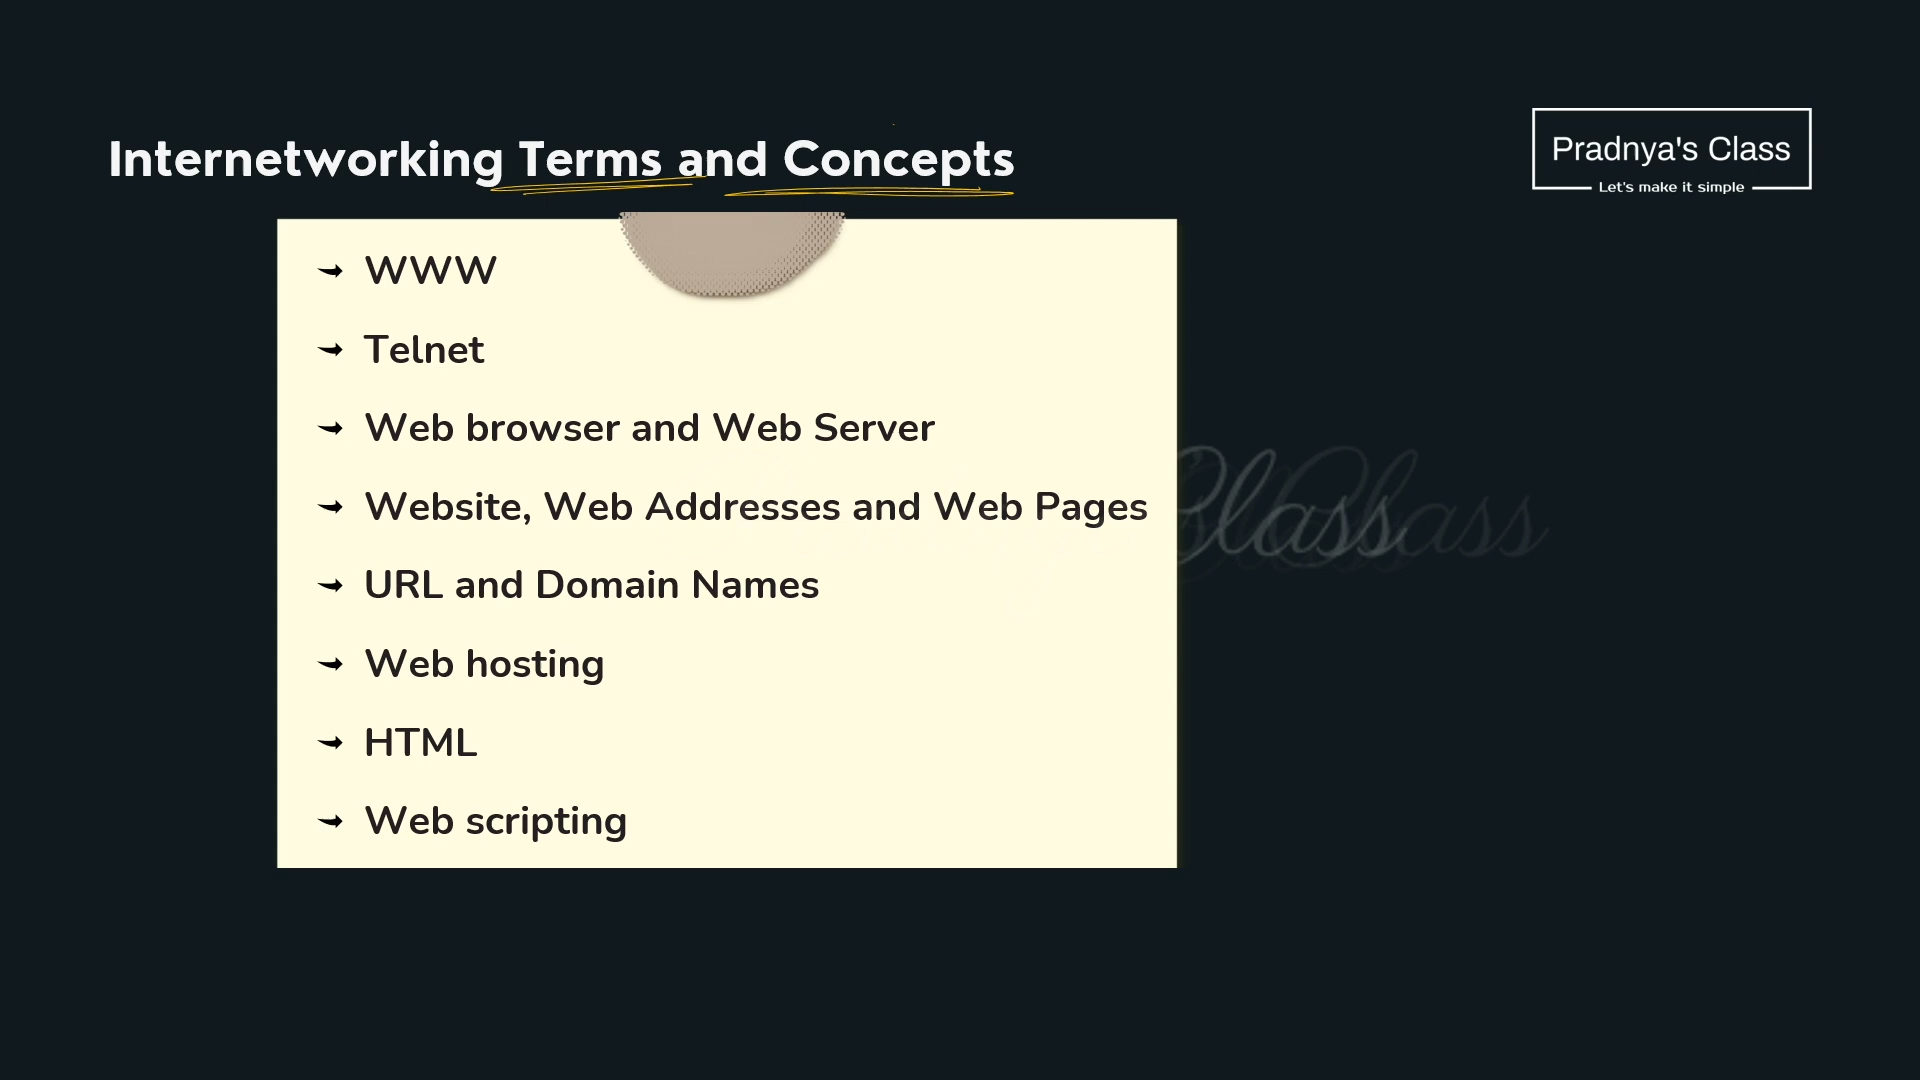 Internetworking Terms and Concepts
Pradnya's Class
Let's make it simple
WWW
Telnet
Web browser and Web Server
Website, Web Addresses and Web Pages
URL and Domain Names
Web hosting
HTML
Web scripting
Class